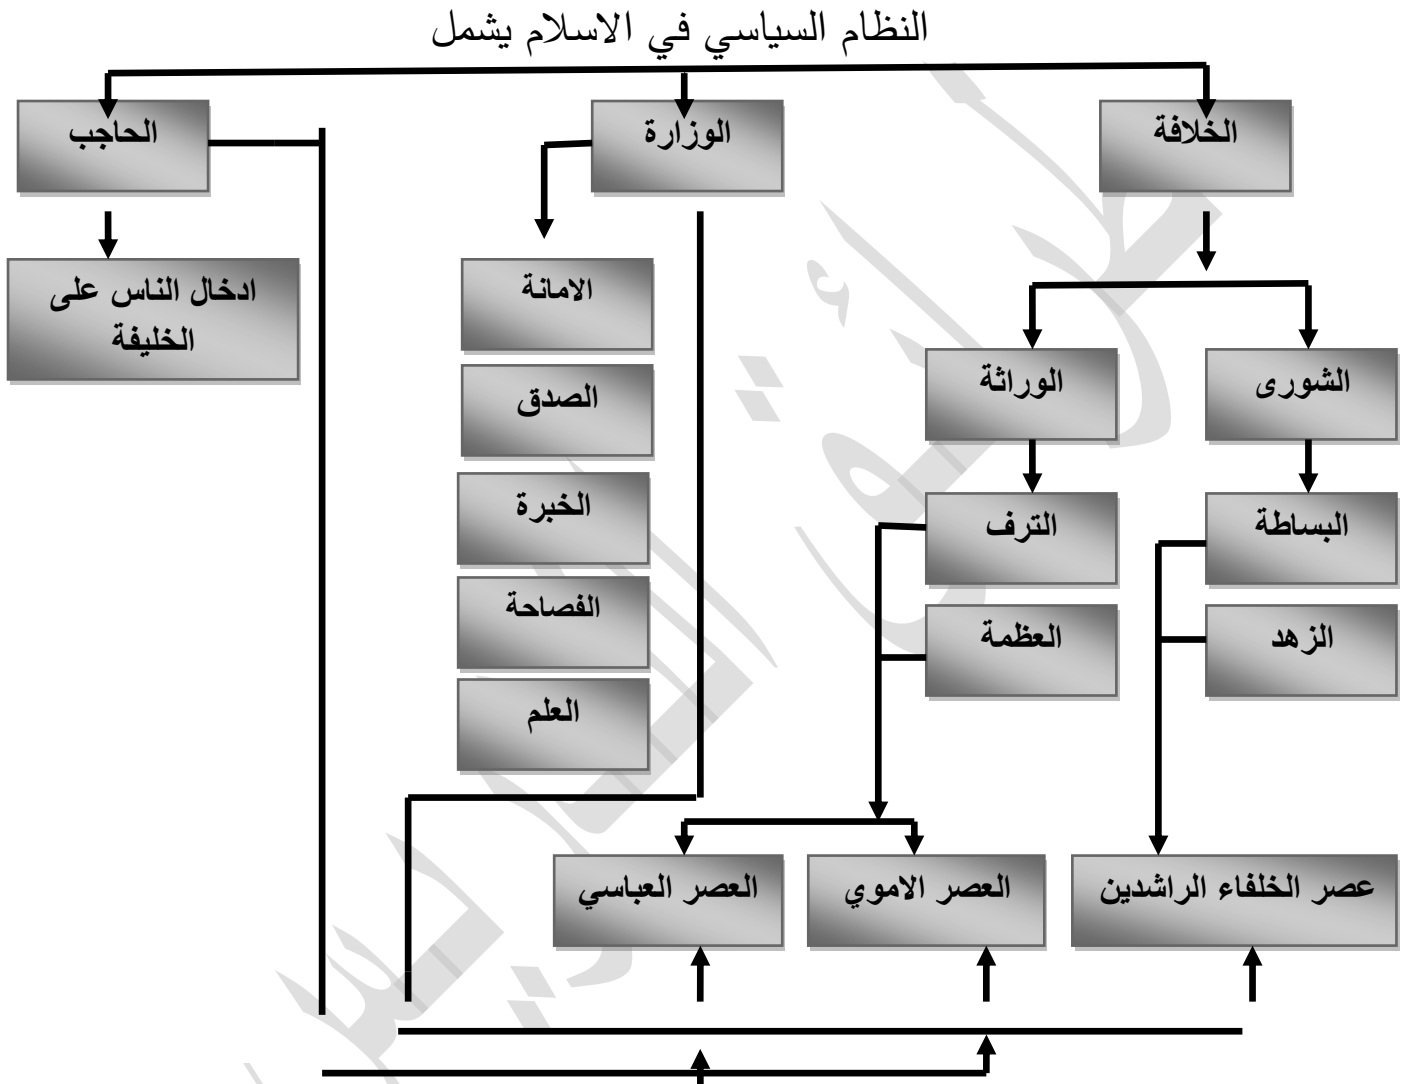 النظام السياسي في الاسلام يشمل
الخلافة
الوزارة
الحاجب
ادخال الناس على
الخليفة
الامانة
الصدق
الخبرة
الفصاحة
العلم
الشورى
الوراثة
البساطة
الترف
الزهد
العظمة
عصر الخلفاء الراشدين
العصر الاموي
العصر العباسي